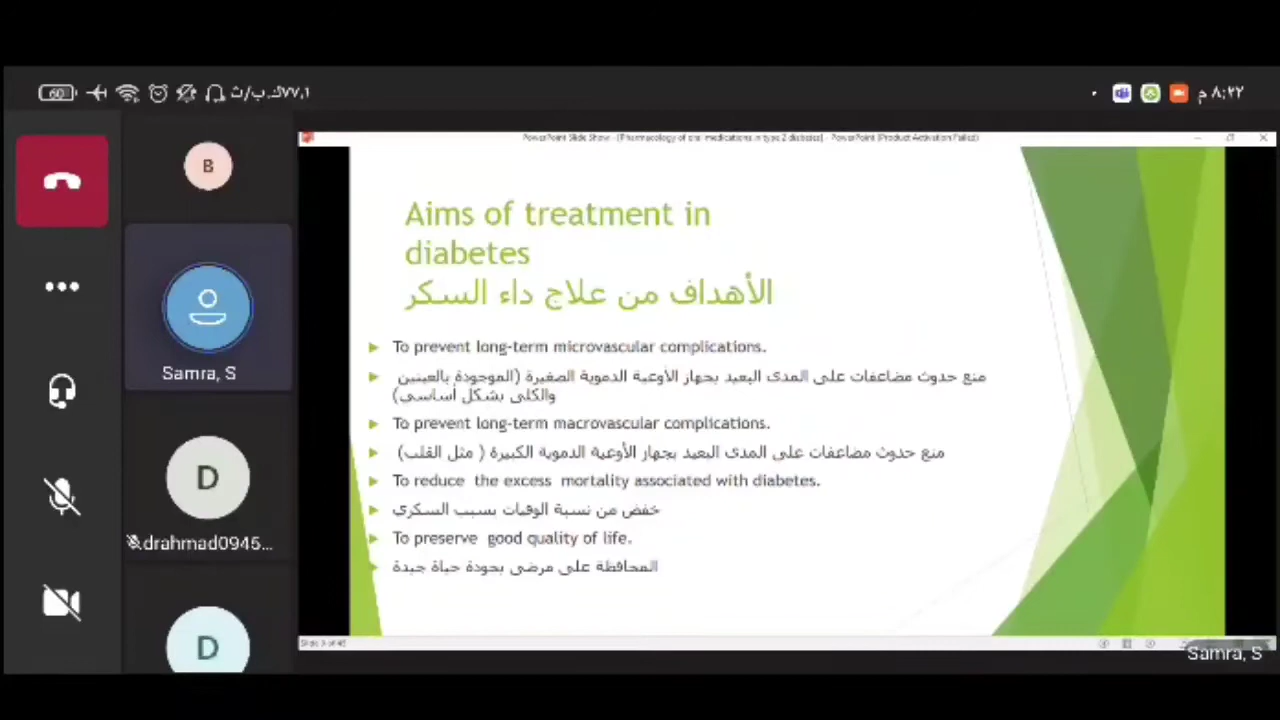 60
٧٧,١ك.ب/ث
٨:٢٢ م
B
Samra, S
D
drahmad0945...
D
PowerPoint Slide Show - [Pharmacology of oral medications in type 2 diabetes] - PowerPoint (Product Activation Failed)
Aims of treatment in
diabetes
الأهداف من علاج داء السكر
To prevent long-term microvascular complications.
منع حدوث مضاعفات على المدى البعيد بجهاز الأوعية الدموية الصغيرة (الموجودة بالعينين
والكلى بشكل أساسي)
To prevent long-term macrovascular complications.
منع حدوث مضاعفات على المدى البعيد بجهاز الأوعية الدموية الكبيرة ( مثل القلب)
To reduce the excess mortality associated with diabetes.
خفض من نسبة الوفيات بسبب السكري
To preserve good quality of life.
المحافظة على مرضى بجودة حياة جيدة
Samra, S